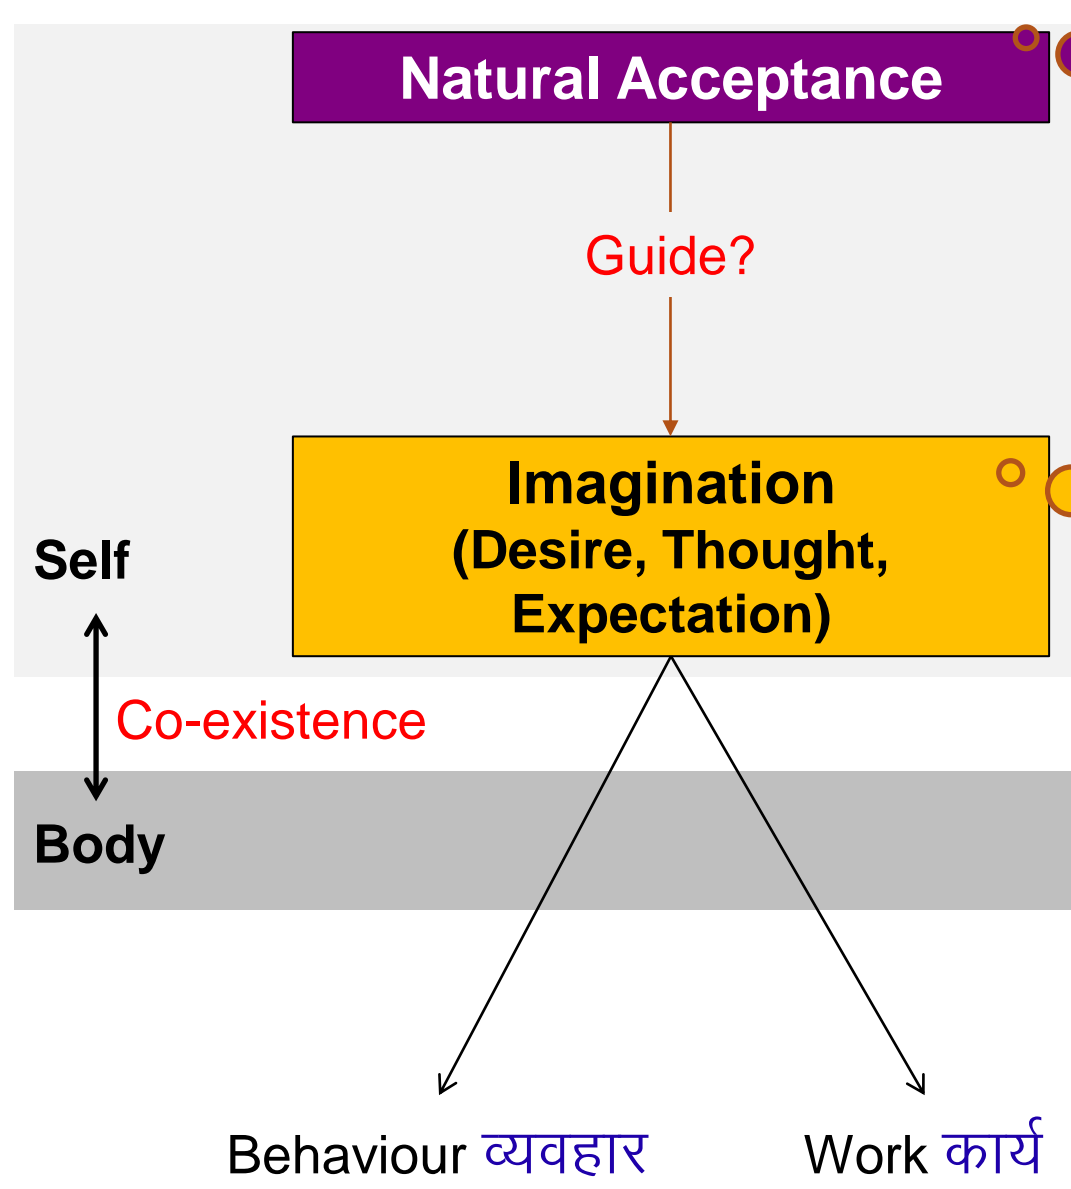 Natural Acceptance
Guide?
Imagination
(Desire, Thought,
Expectation)
Self
Co-existence
Body
Behaviour व्यवहार
Work कार्य